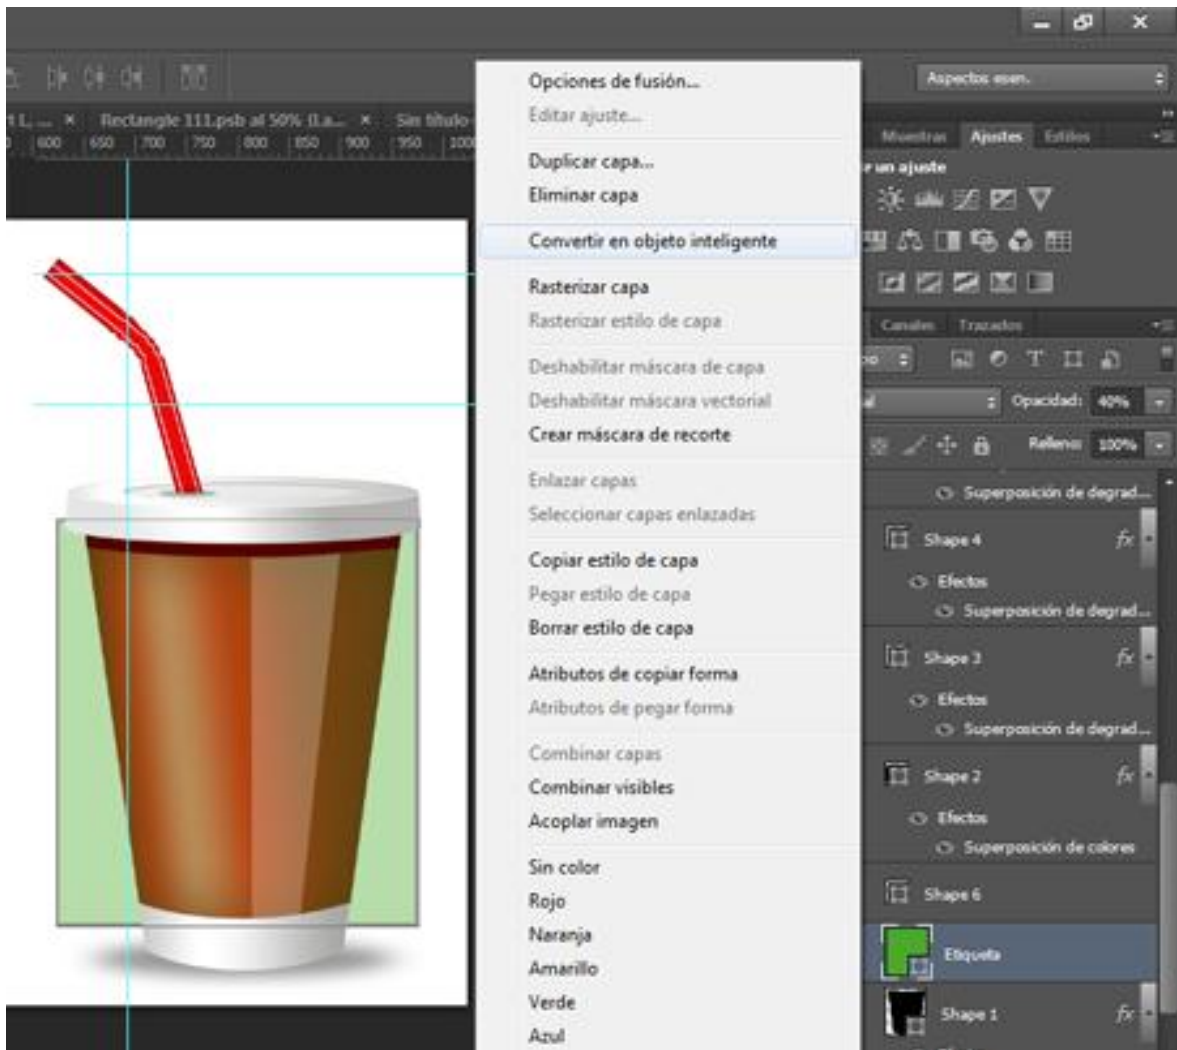 Aspectos esen.
t L, ... × Rectangle 111.psb al 50% (La... × Sin título
600 650 700 750 800 850 900 950 1000
Opciones de fusión...
Editar ajuste...
Duplicar capa...
Eliminar capa
Convertir en objeto inteligente
Rasterizar capa
Rasterizar estilo de capa
Deshabilitar máscara de capa
Deshabilitar máscara vectorial
Crear máscara de recorte
Enlazar capas
Seleccionar capas enlazadas
Copiar estilo de capa
Pegar estilo de capa
Borrar estilo de capa
Atributos de copiar forma
Atributos de pegar forma
Combinar capas
Combinar visibles
Acoplar imagen
Sin color
Rojo
Naranja
Amarillo
Verde
Azul
Muestras Ajustes Estilos
r un ajuste
Canales Trazados
Opacidad: 40%
Relleno: 100%
Superposición de degrad...
Shape 4 fx
Efectos
Superposición de degrad...
Shape 3 fx
Efectos
Superposición de degrad...
Shape 2 fx
Efectos
Superposición de colores
Shape 6
Etiqueta
Shape 1 fx